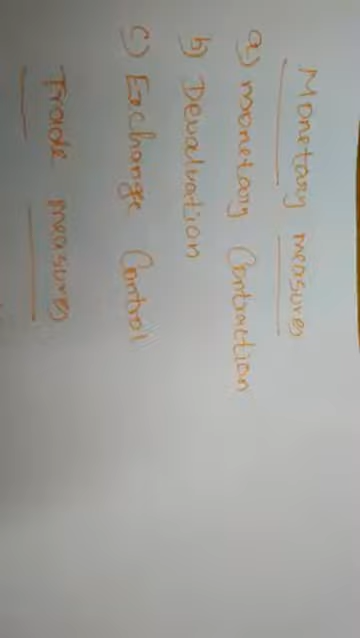 Monetary measures
a) monetary Contraction
b) Devaluation
c) Exchange Control
Trade measures